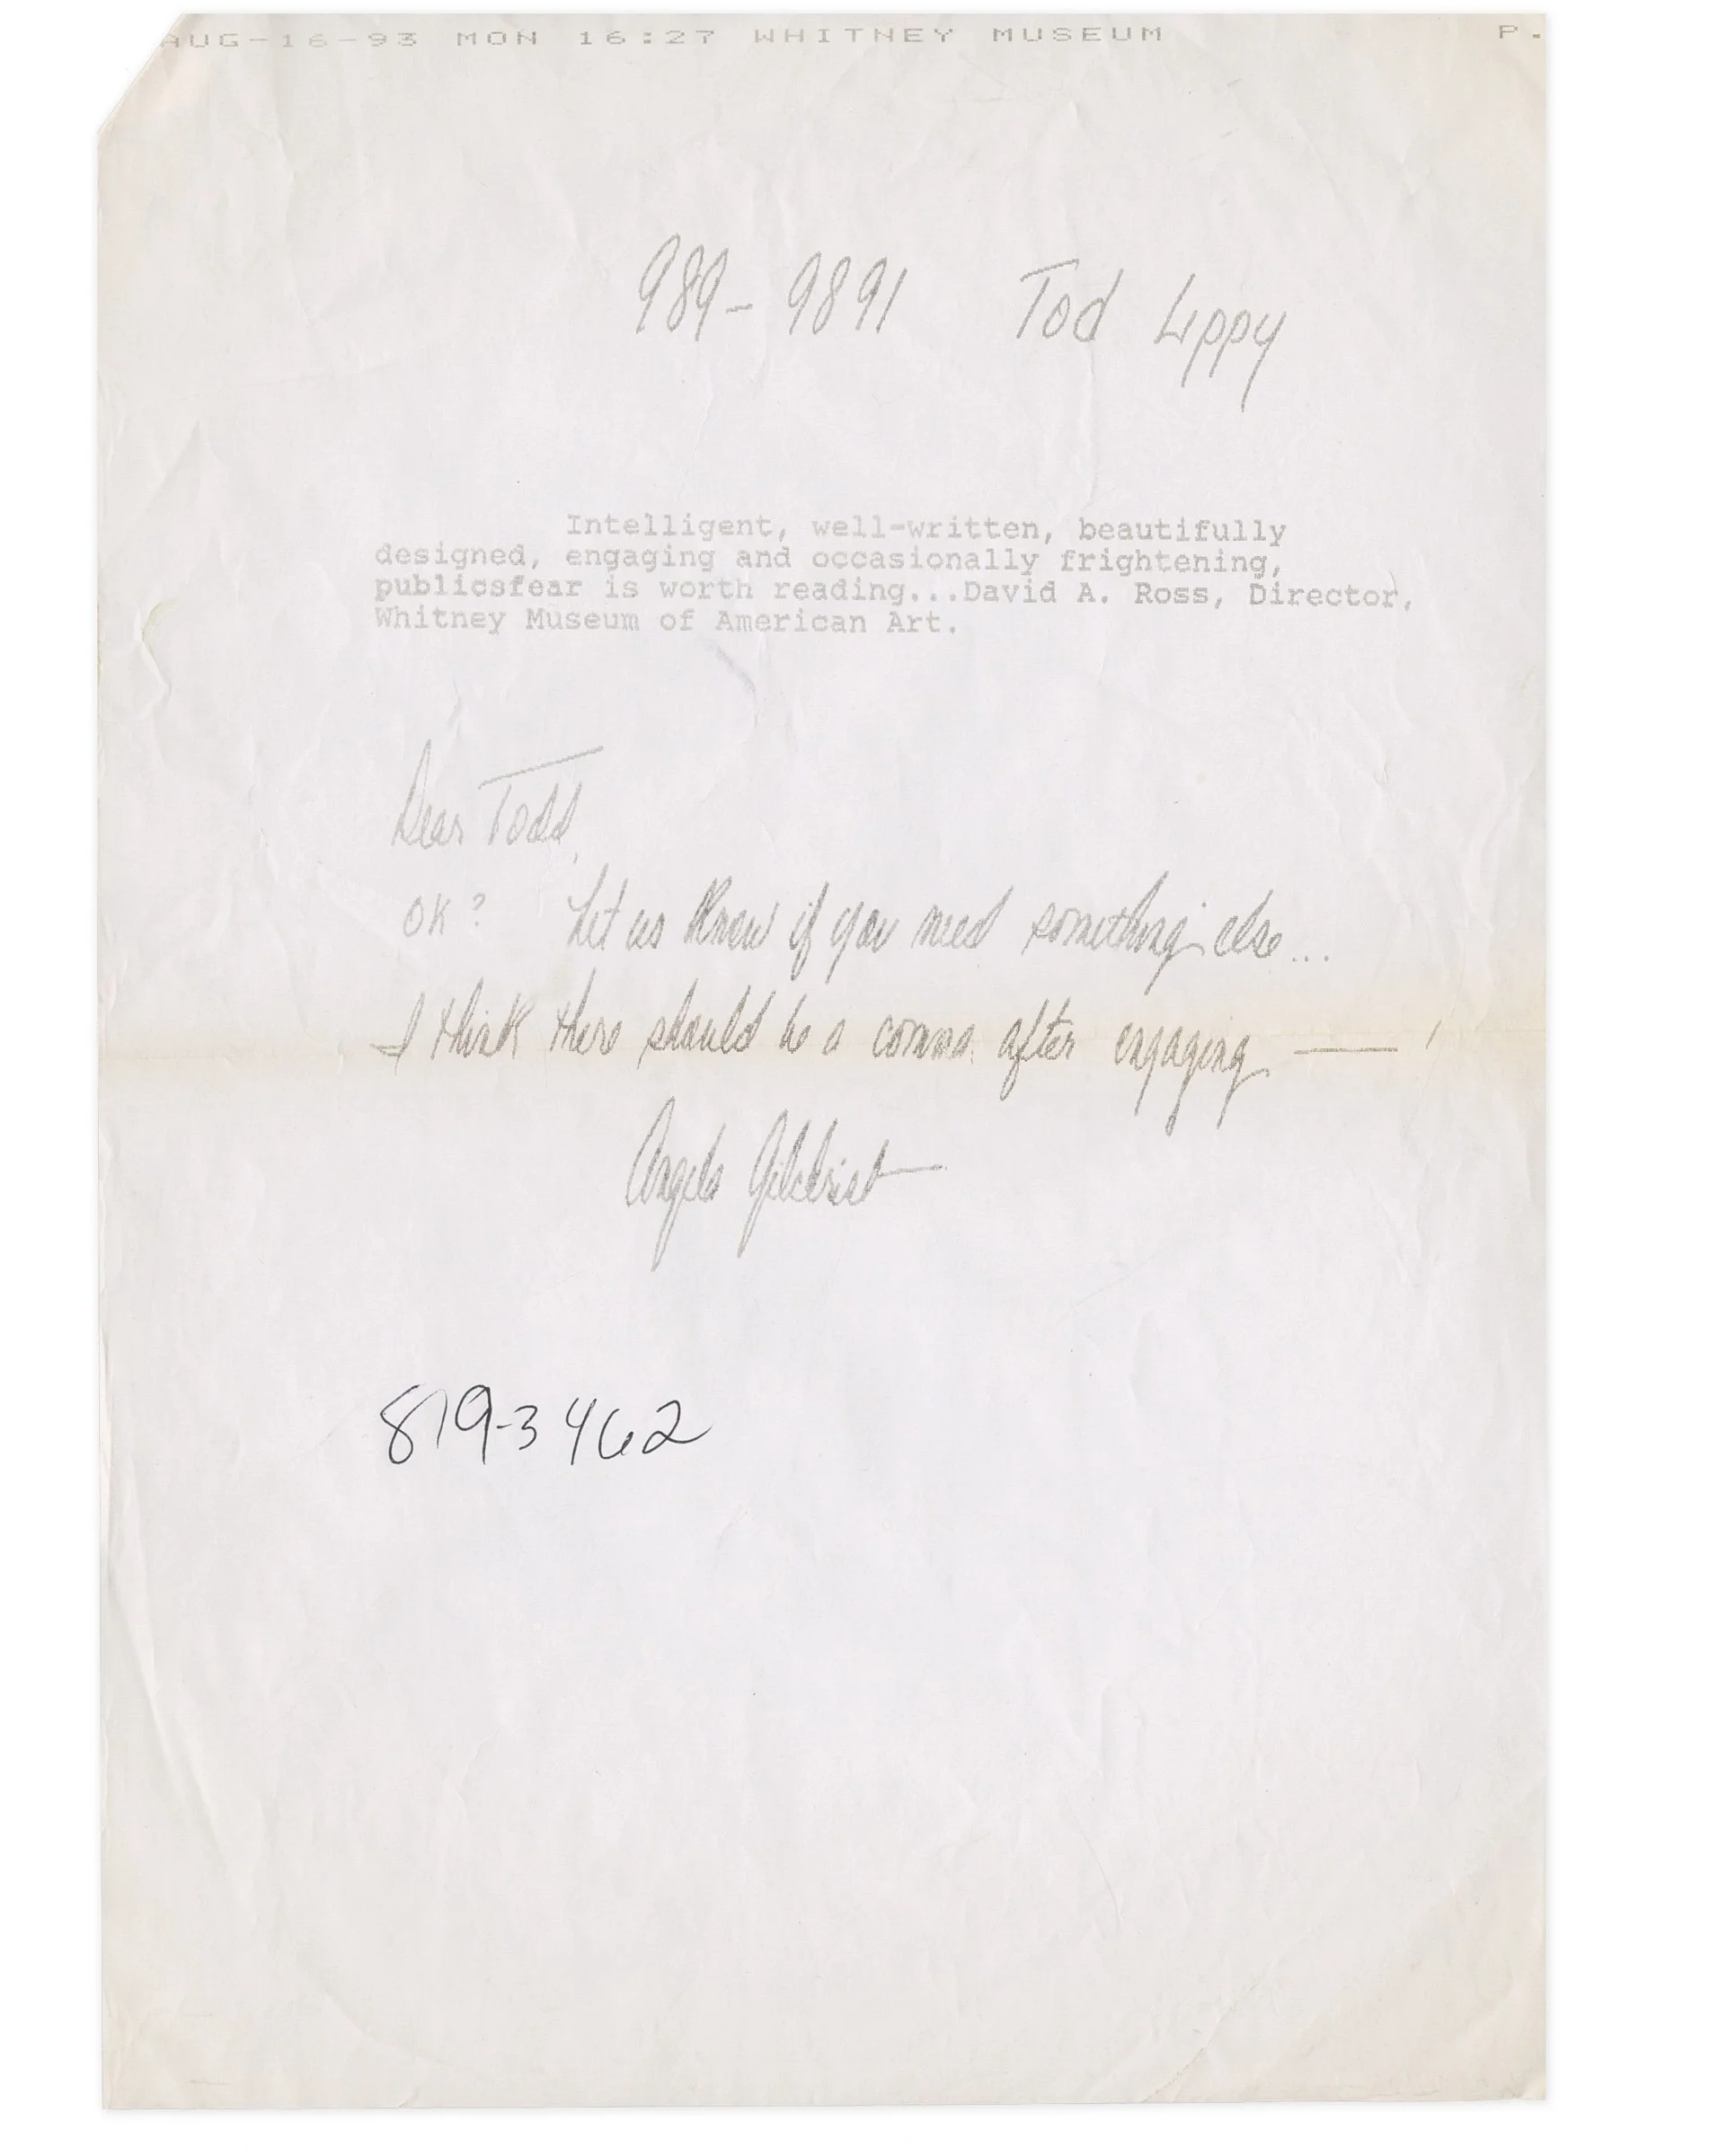 AUG-16-93 MON 16:27 WHITNEY MUSEUM P.
989-9891 Tod Lippy
Intelligent, well-written, beautifully
designed, engaging and occasionally frightening,
publicsfear is worth reading...David A. Ross, Director,
Whitney Museum of American Art.
Dear Todd,
OK? Let us know if you need something else...
I think there should be a comma after engaging — !
Angela Gilchrist
819-3462